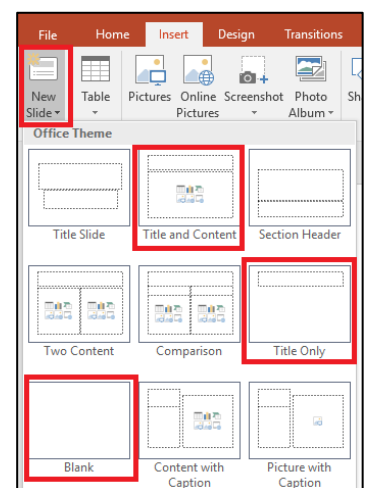 File Home Insert Design Transitions
New Table Pictures Online Screenshot Photo Sh
Slide Pictures Album
Office Theme
Title Slide Title and Content Section Header
Two Content Comparison Title Only
Blank Content with Picture with
Caption Caption